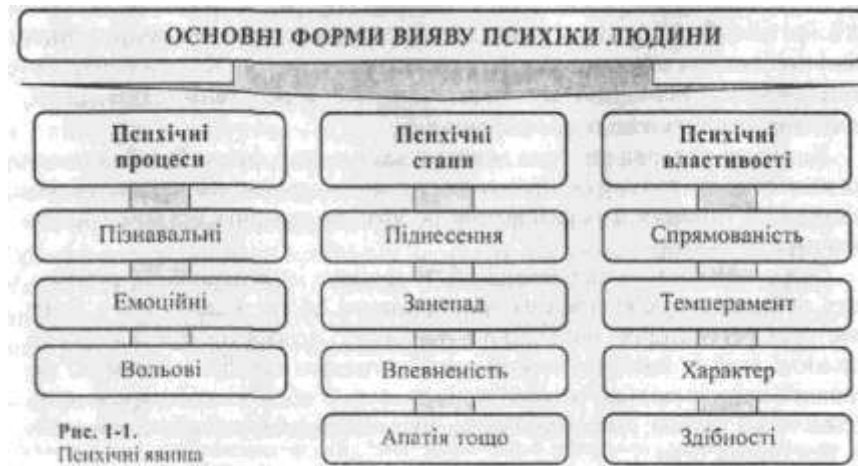 ОСНОВНІ ФОРМИ ВИЯВУ ПСИХІКИ ЛЮДИНИ
Психічні
процеси
Пізнавальні
Емоційні
Вольові
Психічні
стани
Піднесення
Занепад
Впевненість
Апатія тощо
Психічні
властивості
Спрямованість
Темперамент
Характер
Здібності
Рис. 1-1.
Психічні явища